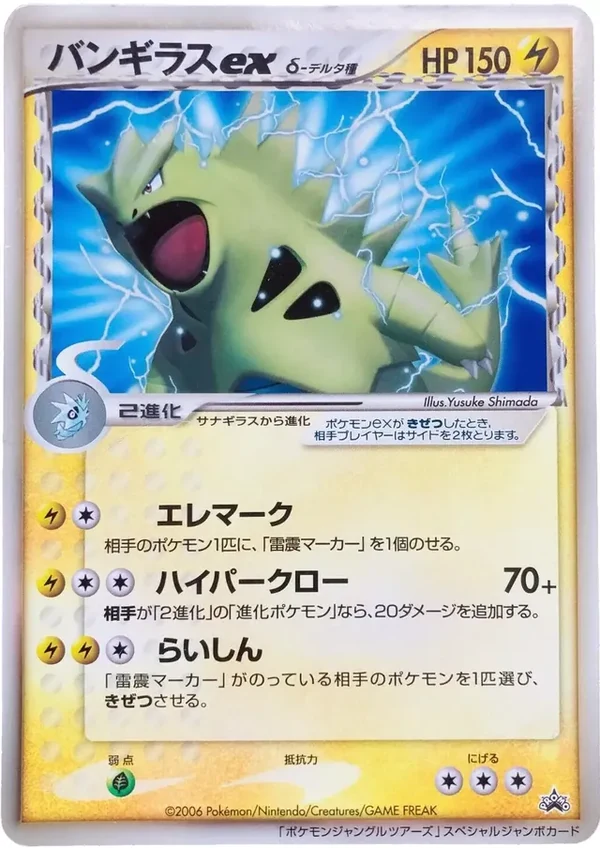 バンギラスex δ-デルタ種 HP150
Illus.Yusuke Shimada
2進化 サナギラスから進化
ポケモンexが きぜつしたとき、
相手プレイヤーはサイドを2枚とります。
エレマーク
相手のポケモン1匹に、「雷震マーカー」を1個のせる。
ハイパークロー 70+
相手が「2進化」の「進化ポケモン」なら、20ダメージを追加する。
らいしん
「雷震マーカー」がのっている相手のポケモンを1匹選び、
きぜつさせる。
弱点 抵抗力 にげる
©2006 Pokémon/Nintendo/Creatures/GAME FREAK
「ポケモンジャングルツアーズ」スペシャルジャンボカード